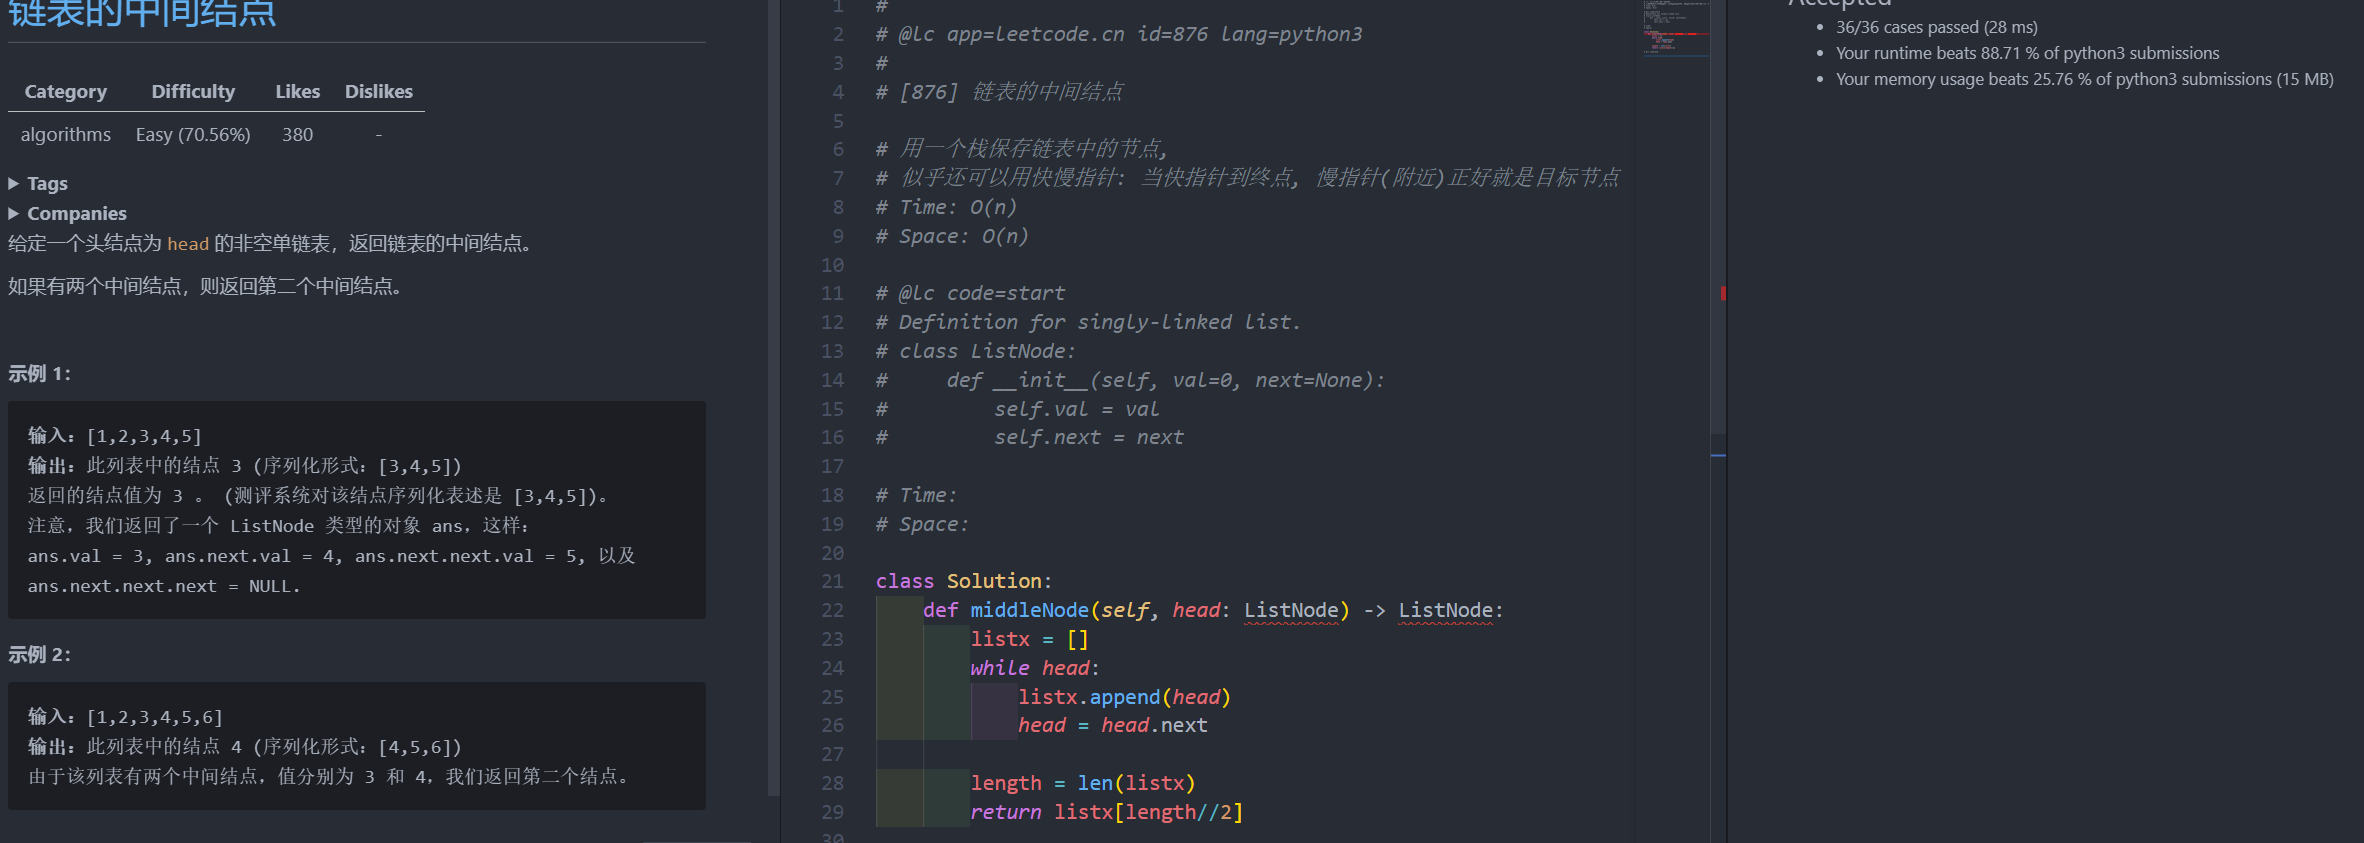 链表的中间结点
Category Difficulty Likes Dislikes
algorithms Easy (70.56%) 380 -
Tags
Companies
给定一个头结点为 head 的非空单链表，返回链表的中间结点。
如果有两个中间结点，则返回第二个中间结点。
示例 1：
输入：[1,2,3,4,5]
输出：此列表中的结点 3 (序列化形式：[3,4,5])
返回的结点值为 3 。 (测评系统对该结点序列化表述是 [3,4,5])。
注意，我们返回了一个 ListNode 类型的对象 ans，这样：
ans.val = 3, ans.next.val = 4, ans.next.next.val = 5, 以及
ans.next.next.next = NULL.
示例 2：
输入：[1,2,3,4,5,6]
输出：此列表中的结点 4 (序列化形式：[4,5,6])
由于该列表有两个中间结点，值分别为 3 和 4，我们返回第二个结点。
1 #
2 # @lc app=leetcode.cn id=876 lang=python3
3 #
4 # [876] 链表的中间结点
5
6 # 用一个栈保存链表中的节点,
7 # 似乎还可以用快慢指针: 当快指针到终点, 慢指针(附近)正好就是目标节点
8 # Time: O(n)
9 # Space: O(n)
10
11 # @lc code=start
12 # Definition for singly-linked list.
13 # class ListNode:
14 #     def __init__(self, val=0, next=None):
15 #         self.val = val
16 #         self.next = next
17
18 # Time:
19 # Space:
20
21 class Solution:
22     def middleNode(self, head: ListNode) -> ListNode:
23         listx = []
24         while head:
25             listx.append(head)
26             head = head.next
27
28         length = len(listx)
29         return listx[length//2]
30
Accepted
• 36/36 cases passed (28 ms)
• Your runtime beats 88.71 % of python3 submissions
• Your memory usage beats 25.76 % of python3 submissions (15 MB)